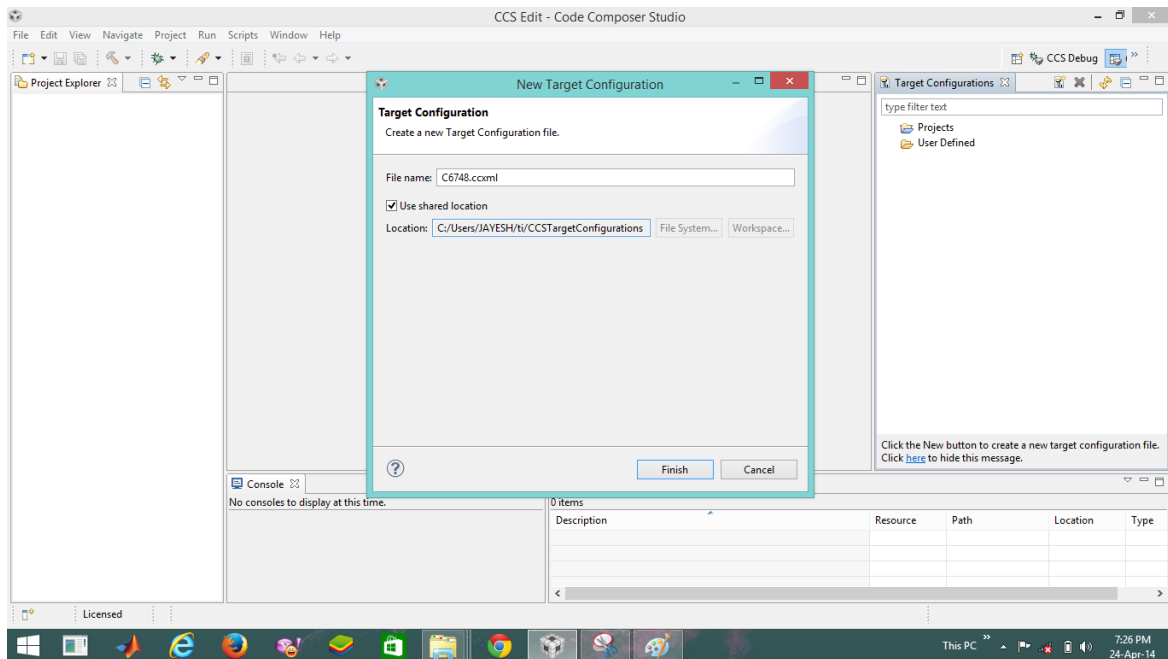 CCS Edit - Code Composer Studio
File Edit View Navigate Project Run Scripts Window Help
CCS Debug
Project Explorer
New Target Configuration
Target Configurations
Target Configuration
Create a new Target Configuration file.
type filter text
Projects
User Defined
File name: C6748.ccxml
Use shared location
Location: C:/Users/JAYESH/ti/CCSTargetConfigurations File System... Workspace...
Click the New button to create a new target configuration file.
Click here to hide this message.
Finish Cancel
Console
No consoles to display at this time.
0 items
Description Resource Path Location Type
Licensed
This PC
7:26 PM
24-Apr-14